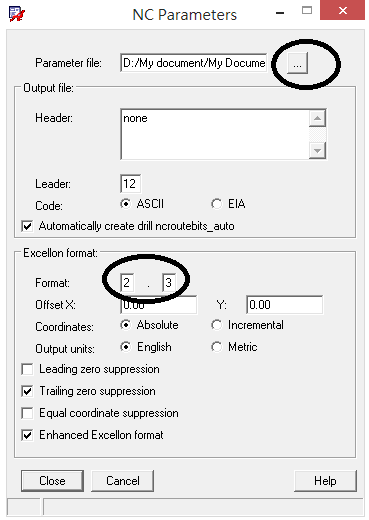 NC Parameters
Parameter file: D:/My document/My Docume ...
Output file:
Header: none
Leader: 12
Code: ASCII EIA
Automatically create drill ncroutebits_auto
Excellon format:
Format: 2 . 3
Offset X: 0.00 Y: 0.00
Coordinates: Absolute Incremental
Output units: English Metric
Leading zero suppression
Trailing zero suppression
Equal coordinate suppression
Enhanced Excellon format
Close Cancel Help